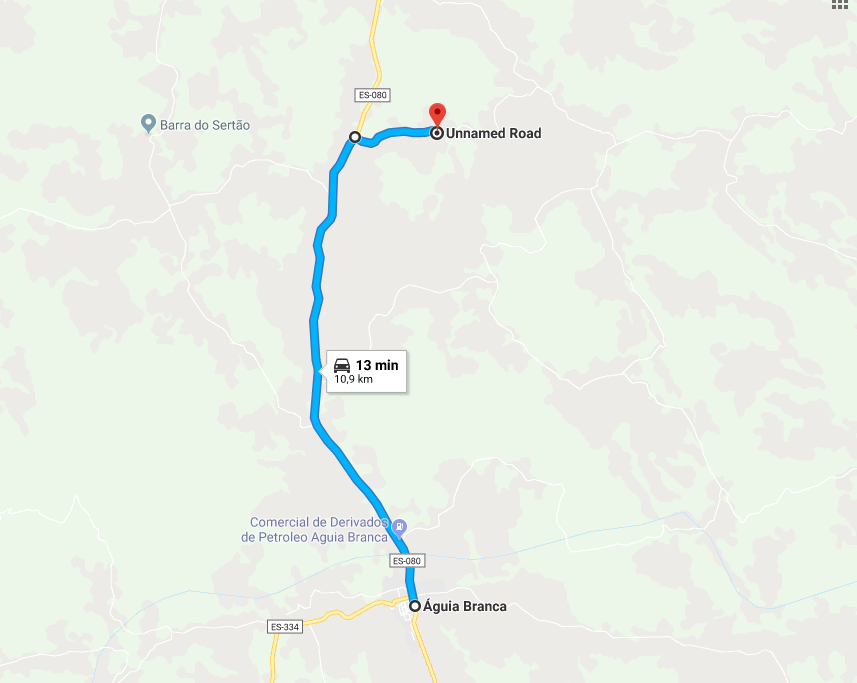 ES-080
Barra do Sertão
Unnamed Road
13 min
10,9 km
Comercial de Derivados
de Petroleo Aguia Branca
ES-080
Águia Branca
ES-334